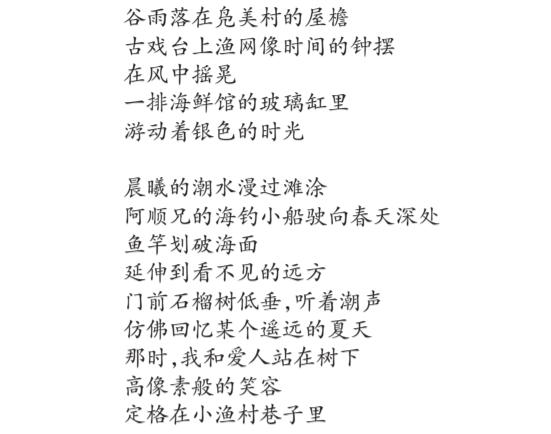 谷雨落在凫美村的屋檐
古戏台上渔网像时间的钟摆
在风中摇晃
一排海鲜馆的玻璃缸里
游动着银色的时光

晨曦的潮水漫过滩涂
阿顺兄的海钓小船驶向春天深处
鱼竿划破海面
延伸到看不见的远方
门前石榴树低垂,听着潮声
仿佛回忆某个遥远的夏天
那时,我和爱人站在树下
高像素般的笑容
定格在小渔村巷子里